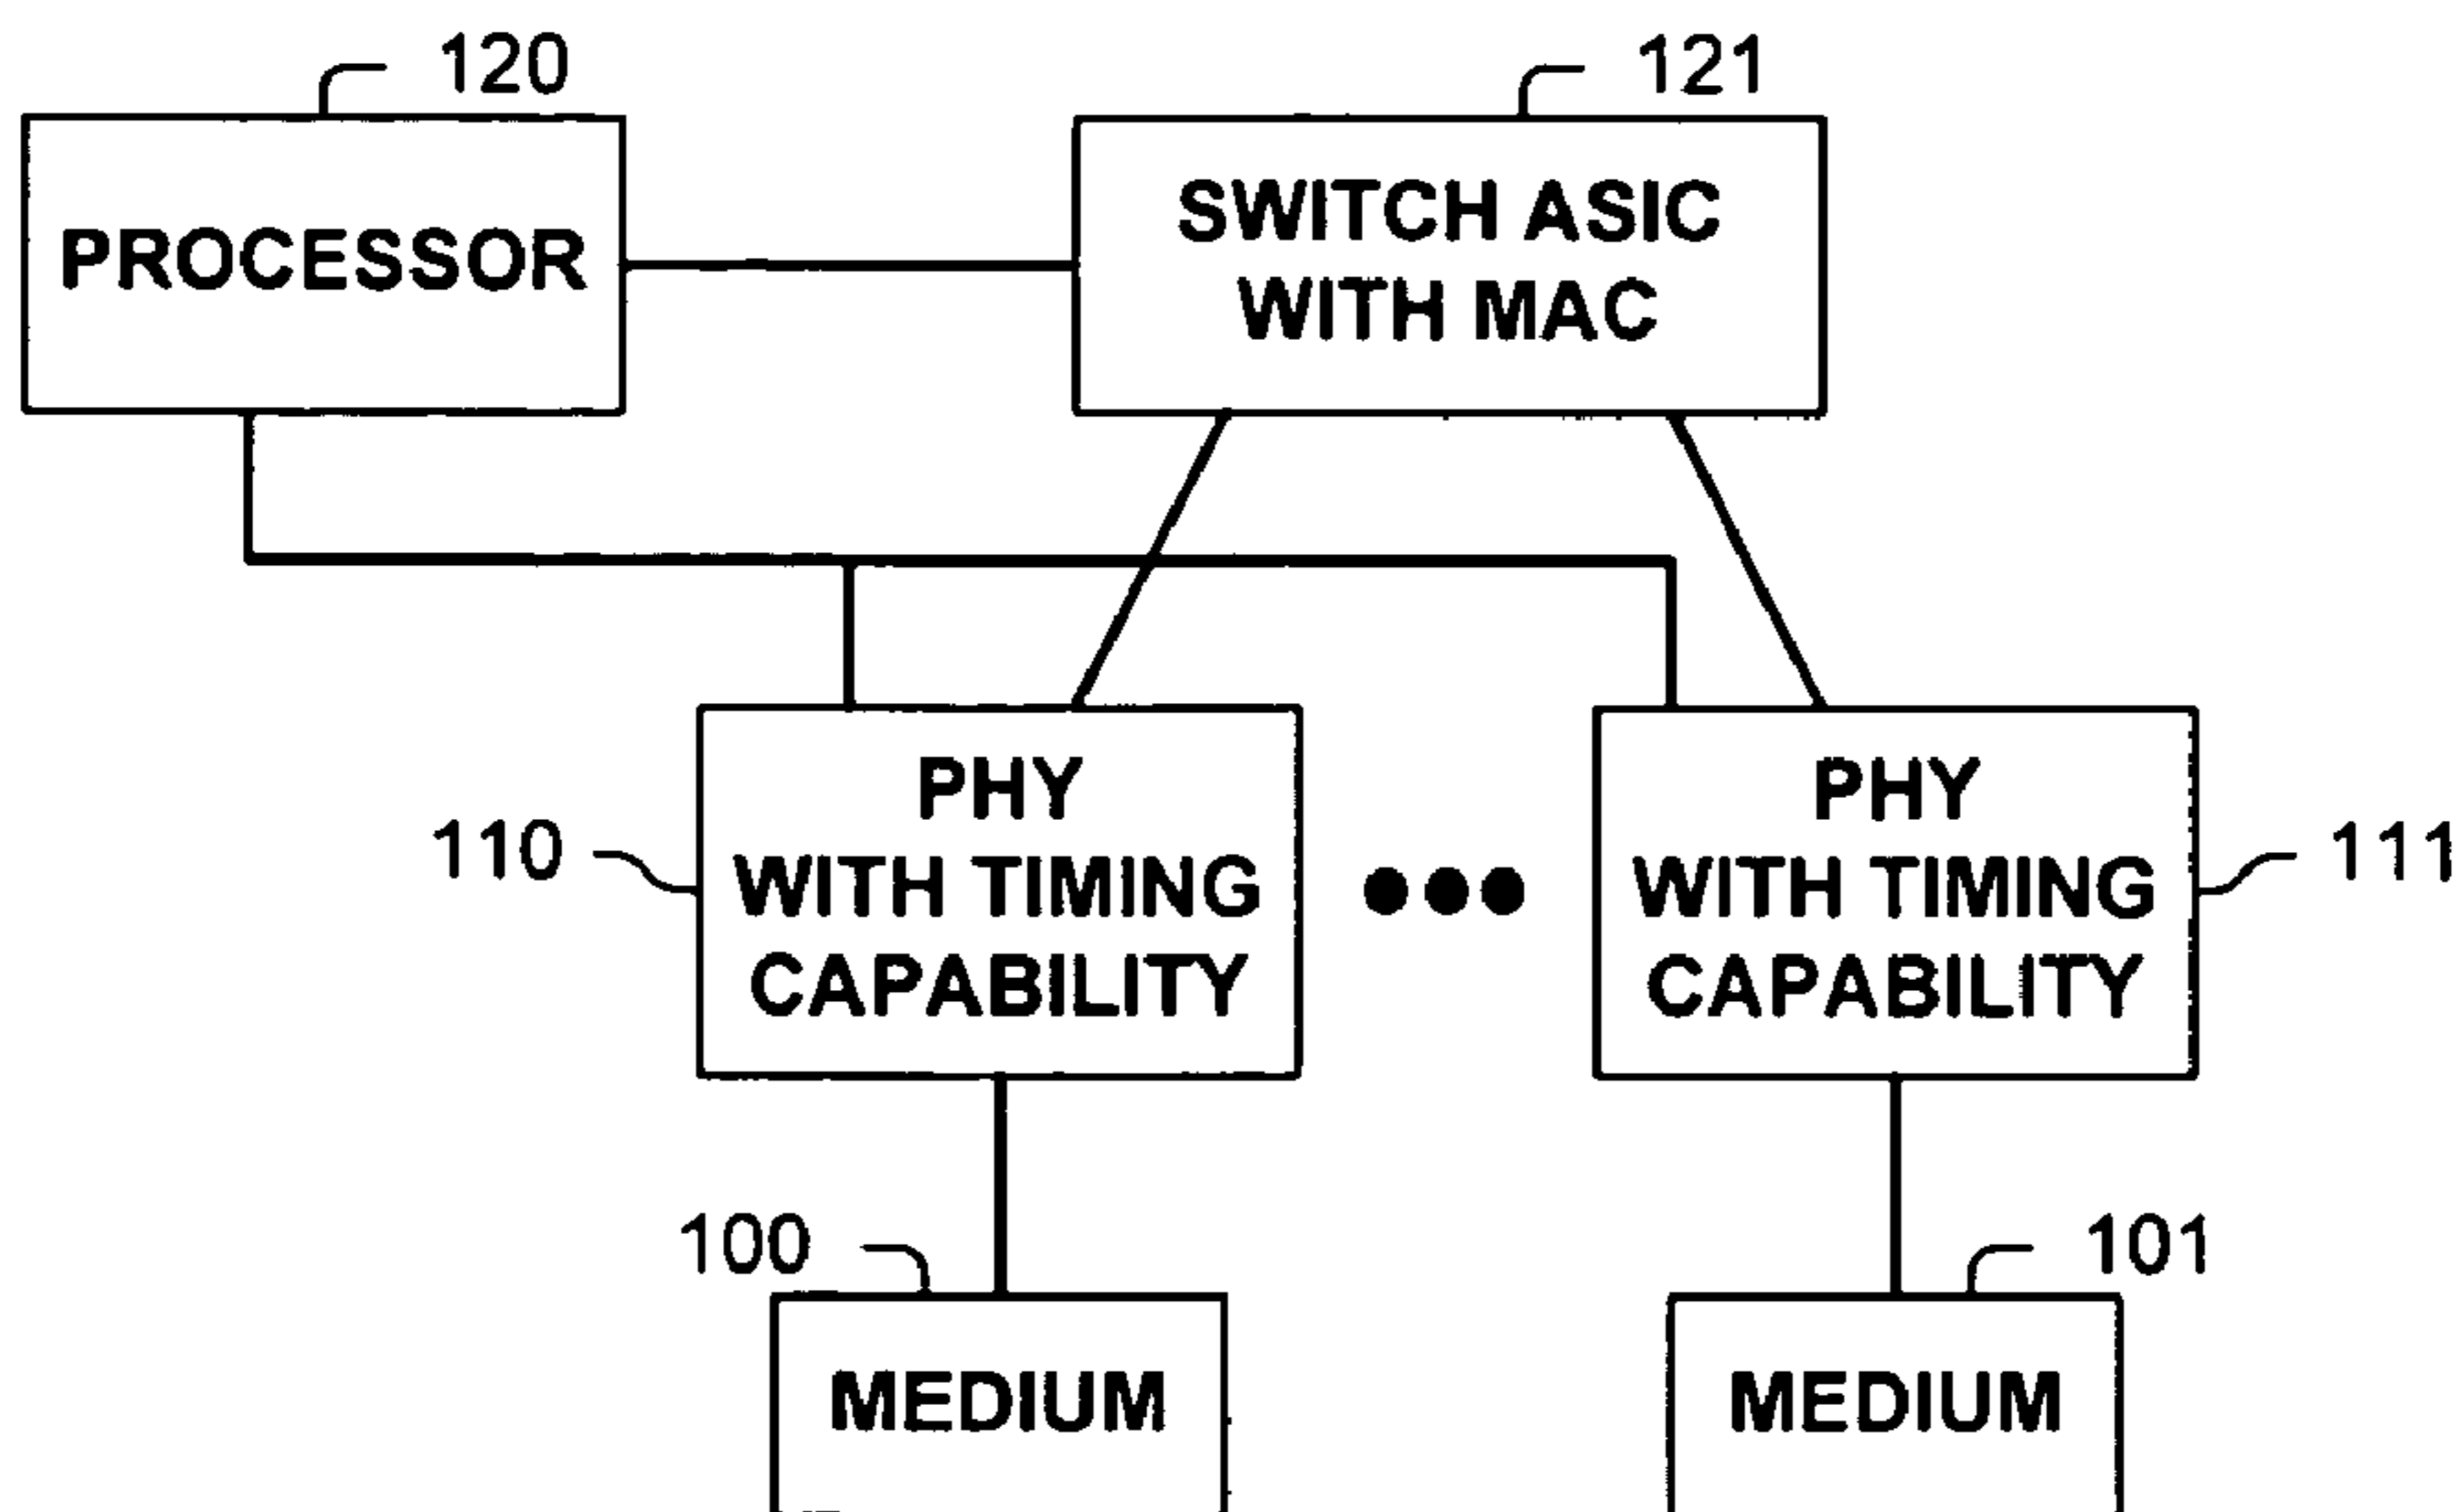 120
121
PROCESSOR
SWITCH ASIC
WITH MAC
110
PHY
WITH TIMING
CAPABILITY
PHY
WITH TIMING
CAPABILITY
111
100
101
MEDIUM
MEDIUM